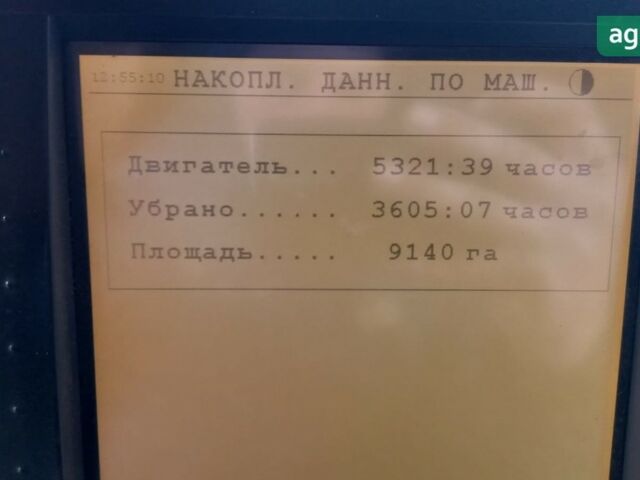 ag
12:55:10 НАКОПЛ. ДАНН. ПО МАШ.
Двигатель... 5321:39 часов
Убрано...... 3605:07 часов
Площадь..... 9140 га